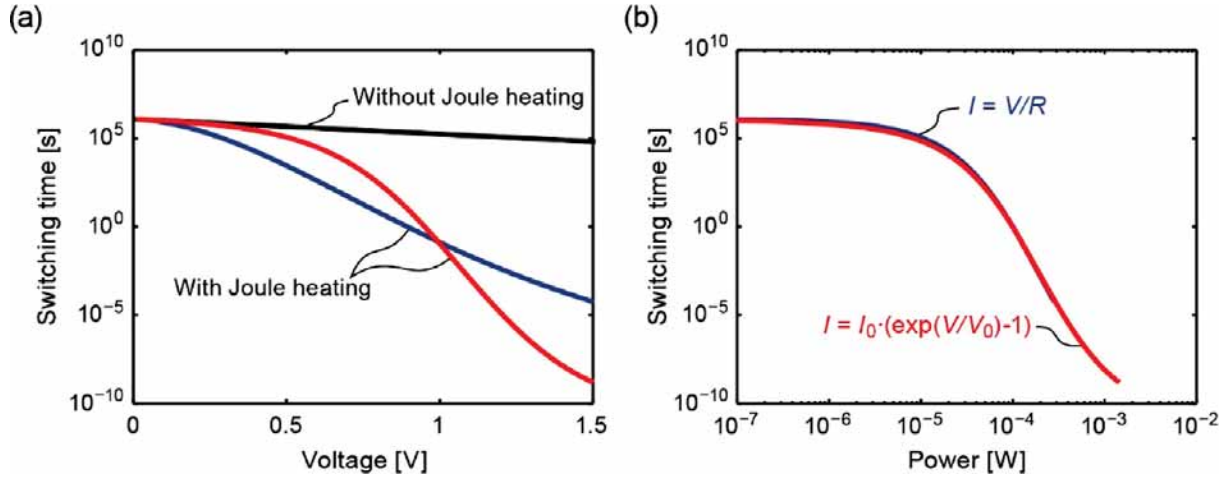 (a)
10^10
10^5
10^0
10^-5
10^-10
Switching time [s]
Without Joule heating
With Joule heating
0
0.5
1
1.5
Voltage [V]
(b)
10^10
10^5
10^0
10^-5
10^-10
Switching time [s]
I = V/R
I = I₀·(exp(V/V₀)-1)
10^-7
10^-6
10^-5
10^-4
10^-3
10^-2
Power [W]